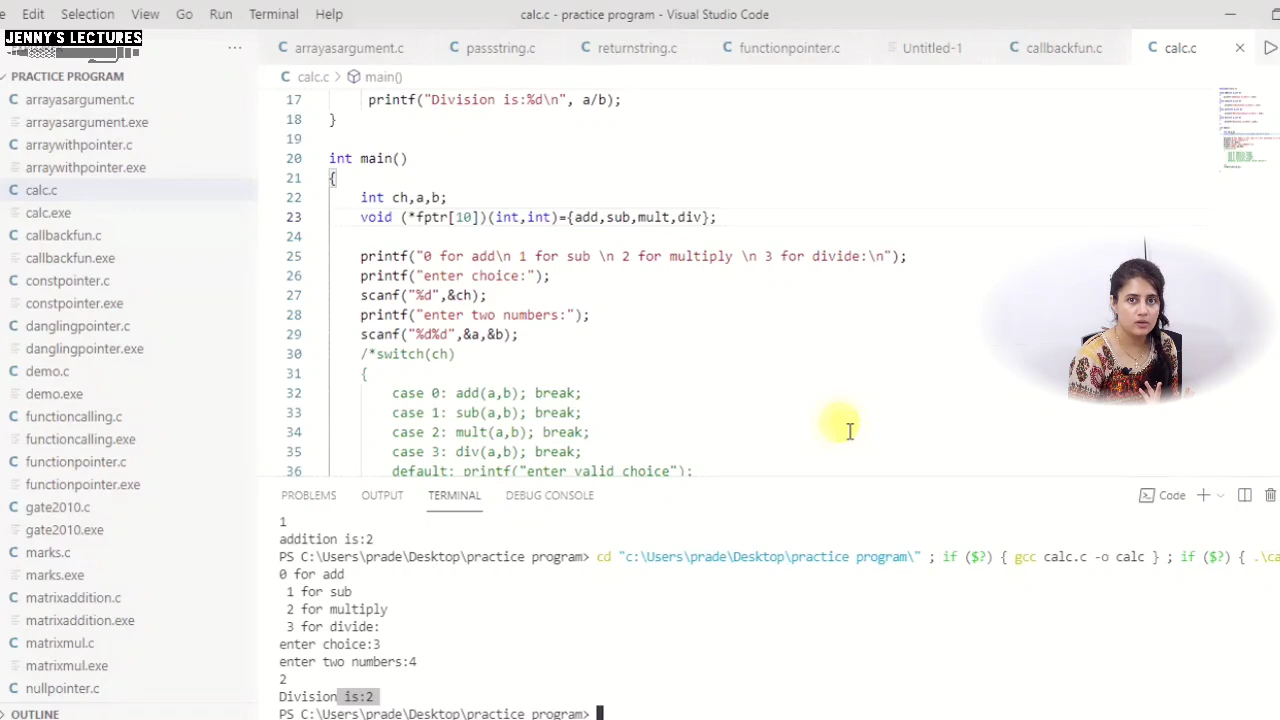 Edit Selection View Go Run Terminal Help calc.c - practice program - Visual Studio Code
JENNY'S LECTURES
arrayasargument.c passstring.c returnstring.c functionpointer.c Untitled-1 callbackfun.c calc.c
PRACTICE PROGRAM
arrayasargument.c
arrayasargument.exe
arraywithpointer.c
arraywithpointer.exe
calc.c
calc.exe
callbackfun.c
callbackfun.exe
constpointer.c
constpointer.exe
danglingpointer.c
danglingpointer.exe
demo.c
demo.exe
functioncalling.c
functioncalling.exe
functionpointer.c
functionpointer.exe
gate2010.c
gate2010.exe
marks.c
marks.exe
matrixaddition.c
matrixaddition.exe
matrixmul.c
matrixmul.exe
nullpointer.c
OUTLINE
calc.c > main()
17 printf("Division is:%d\n", a/b);
18 }
19
20 int main()
21 {
22 int ch,a,b;
23 void (*fptr[10])(int,int)={add,sub,mult,div};
24
25 printf("0 for add\n 1 for sub \n 2 for multiply \n 3 for divide:\n");
26 printf("enter choice:");
27 scanf("%d",&ch);
28 printf("enter two numbers:");
29 scanf("%d%d",&a,&b);
30 /*switch(ch)
31 {
32 case 0: add(a,b); break;
33 case 1: sub(a,b); break;
34 case 2: mult(a,b); break;
35 case 3: div(a,b); break;
36 default: printf("enter valid choice");
PROBLEMS OUTPUT TERMINAL DEBUG CONSOLE Code
1
addition is:2
PS C:\Users\prade\Desktop\practice program> cd "c:\Users\prade\Desktop\practice program\" ; if ($?) { gcc calc.c -o calc } ; if ($?) { .\ca
0 for add
1 for sub
2 for multiply
3 for divide:
enter choice:3
enter two numbers:4
2
Division is:2
PS C:\Users\prade\Desktop\practice program>